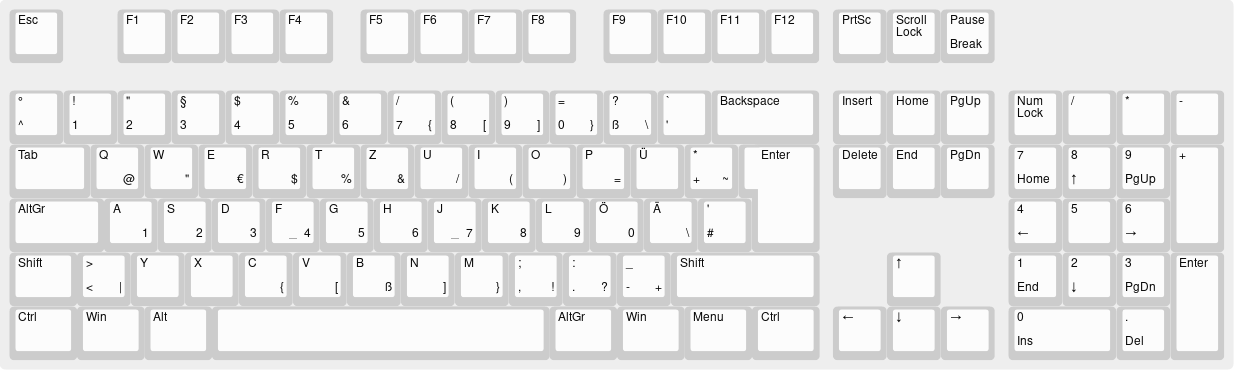 Esc F1 F2 F3 F4 F5 F6 F7 F8 F9 F10 F11 F12 PrtSc Scroll Lock Pause Break
º ! " § $ % & / ( ) = ? ` Backspace Insert Home PgUp Num Lock / * -
^ 1 2 3 4 5 6 7 { 8 [ 9 ] 0 } ß \ '
Tab Q W E R T Z U I O P Ü * Enter Delete End PgDn 7 8 9 +
@ " € $ % & / ( ) = + ~ Home ↑ PgUp
AltGr A S D F G H J K L Ö Ä ' 4 5 6
1 2 3 _ 4 5 6 _ 7 8 9 0 \ # ← →
Shift > Y X C V B N M ; : _ Shift ↑ 1 2 3 Enter
< | { [ ß ] } , ! . ? - + End ↓ PgDn
Ctrl Win Alt AltGr Win Menu Ctrl ← ↓ → 0 .
Ins Del